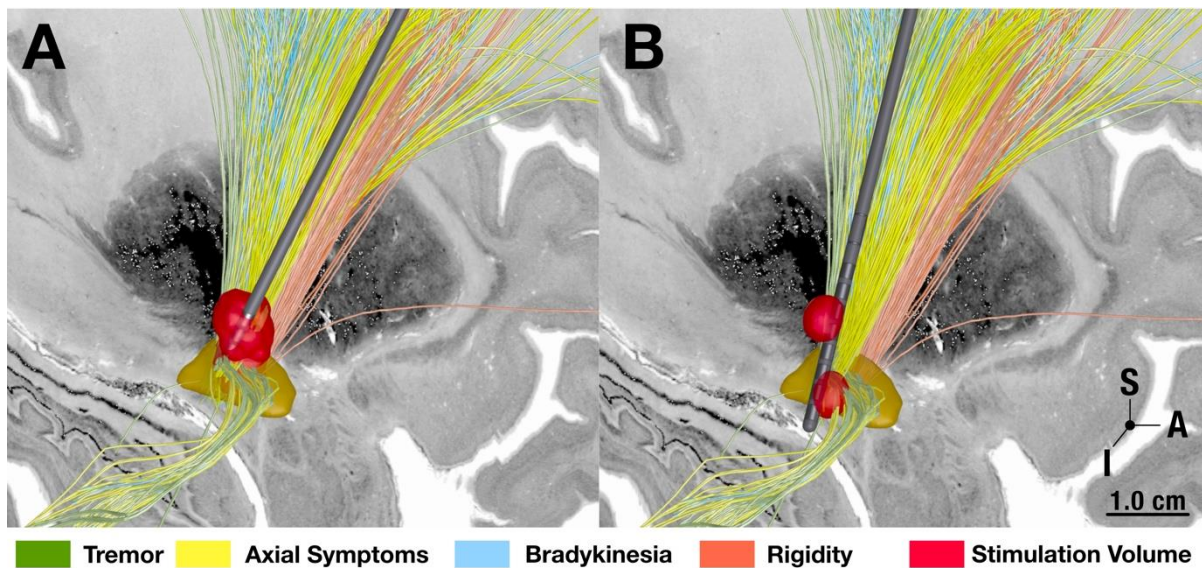 A
B
S
A
I
1.0 cm
Tremor Axial Symptoms Bradykinesia Rigidity Stimulation Volume